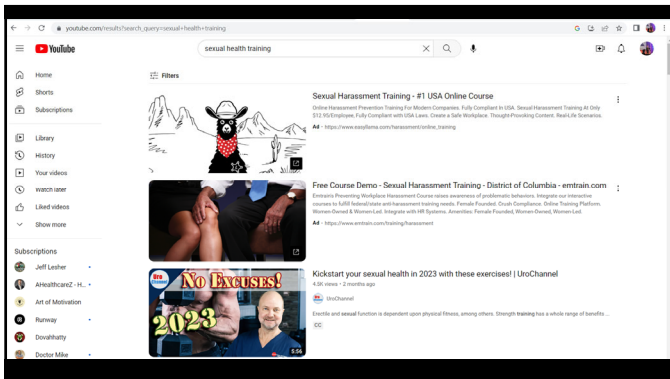 youtube.com/results?search_query=sexual+health+training
YouTube
sexual health training
Home
Shorts
Subscriptions
Library
History
Your videos
Watch later
Liked videos
Show more
Subscriptions
Jeff Lesher
AHealthcareZ - H...
Art of Motivation
Runway
Dovahhatty
Doctor Mike
Filters
Sexual Harassment Training - #1 USA Online Course
Online Harassment Prevention Training For Modern Companies. Fully Compliant In USA. Sexual Harassment Training At Only
$12.95/Employee, Fully Compliant with USA Laws. Create a Safe Workplace. Thought-Provoking Content. Real-Life Scenarios.
Ad · https://www.easyllama.com/harassment/online_training
Free Course Demo - Sexual Harassment Training - District of Columbia - emtrain.com
Emtrain's Preventing Workplace Harassment Course raises awareness of problematic behaviors. Integrate our interactive
courses to fulfill federal/state anti-harassment training needs. Female Founded. Crush Compliance. Online Training Platform.
Women-Owned & Women-Led. Integrate with HR Systems. Amenities: Female Founded, Women-Owned, Women-Led.
Ad · https://www.emtrain.com/training/harassment
Uro
Channel
No Excuses!
2023
5:56
Kickstart your sexual health in 2023 with these exercises! | UroChannel
4.5K views • 2 months ago
UroChannel
Erectile and sexual function is dependent upon physical fitness, among others. Strength training has a whole range of benefits...
CC